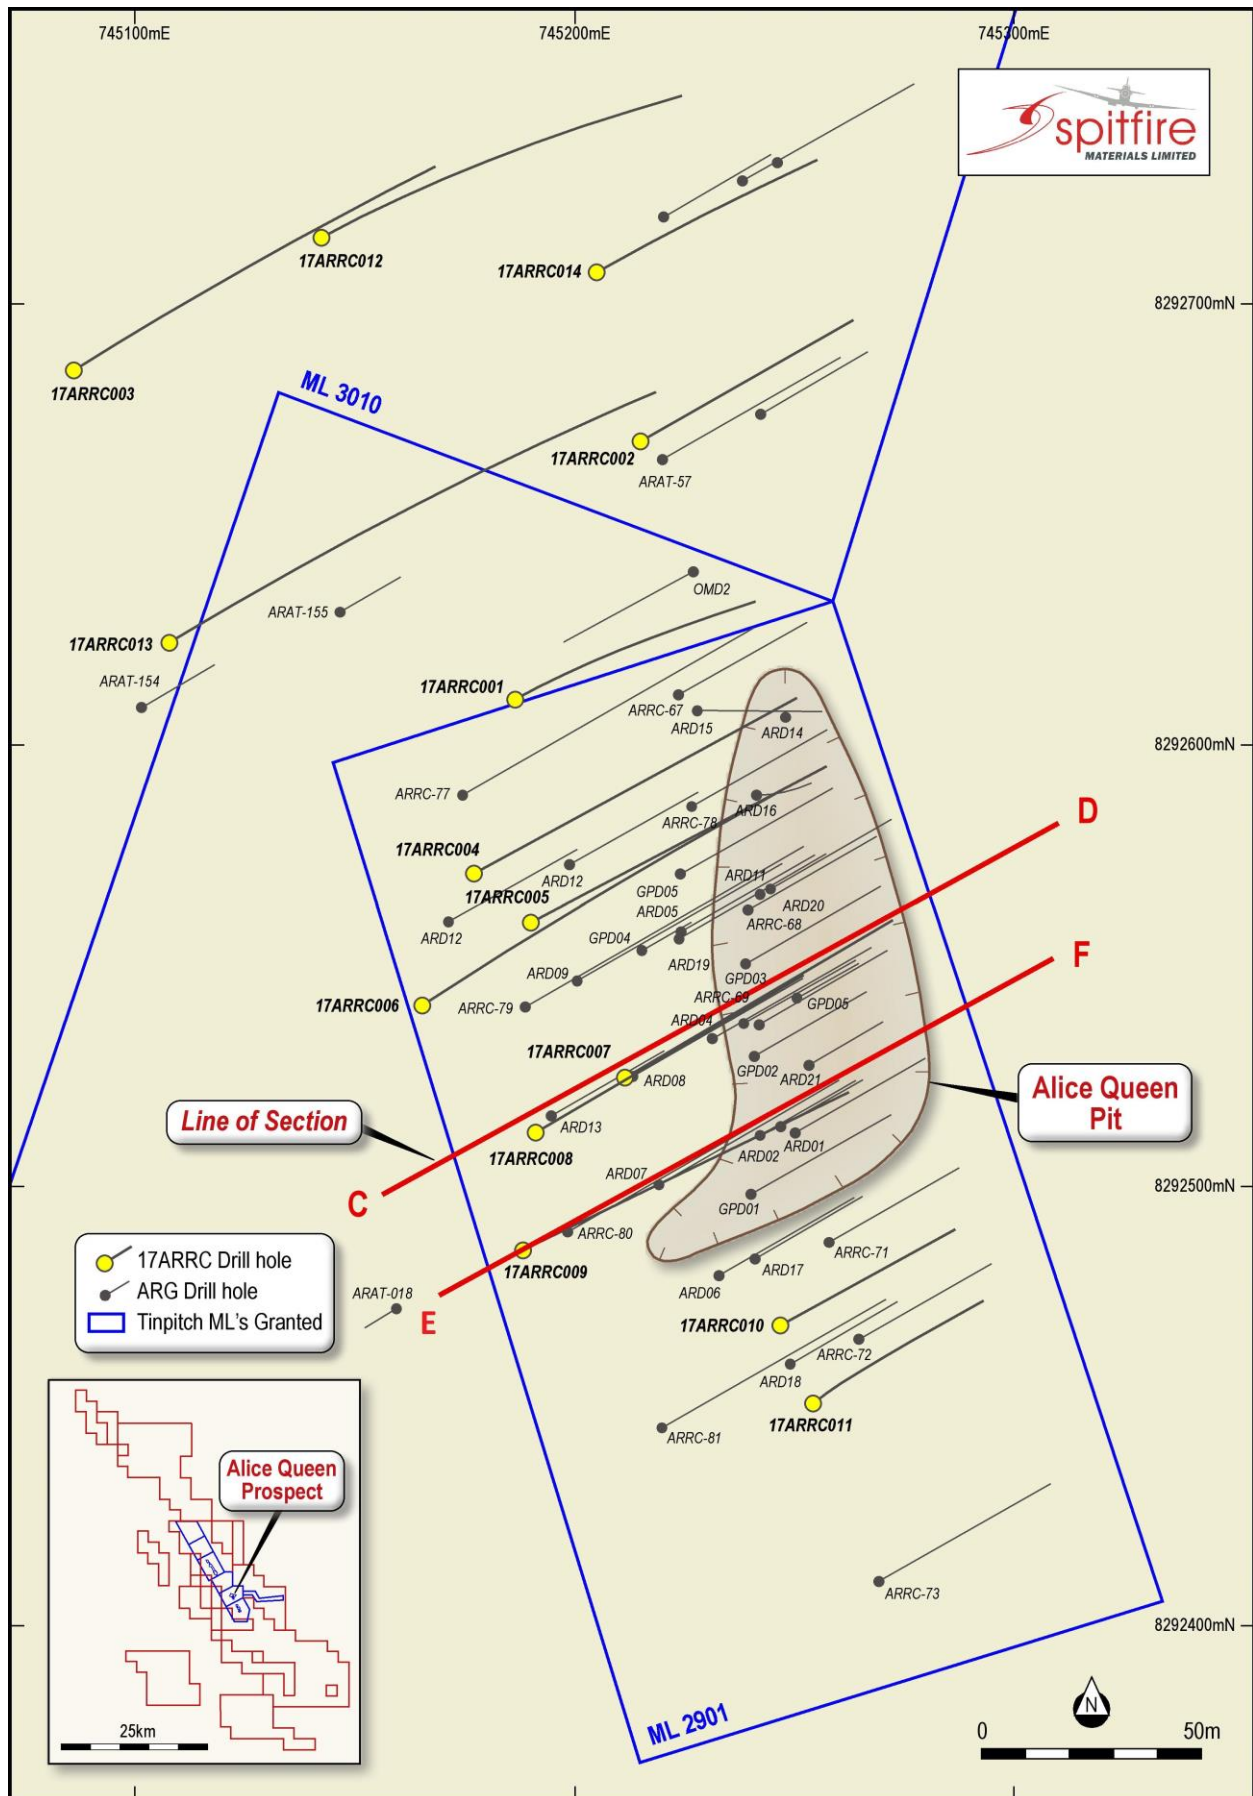 745100mE
745200mE
745300mE
spitfire
MATERIALS LIMITED
17ARRC012
17ARRC014
8292700mN
17ARRC003
ML 3010
17ARRC002
ARAT-57
OMD2
ARAT-155
17ARRC013
ARAT-154
17ARRC001
ARRC-67
ARD15
ARD14
8292600mN
ARRC-77
ARD16
ARRC-78
D
17ARRC004
ARD12
17ARRC005
GPD05
ARD11
ARD20
ARD05
ARRC-68
ARD12
GPD04
F
ARD19
GPD03
ARD09
ARRC-69
GPD05
17ARRC006
ARRC-79
ARD04
17ARRC007
GPD02
ARD08
ARD21
Alice Queen
Pit
Line of Section
ARD13
17ARRC008
ARD02
ARD01
ARD07
8292500mN
C
GPD01
ARRC-80
ARRC-71
17ARRC009
ARD17
17ARRC Drill hole
ARG Drill hole
Tinpitch ML's Granted
ARD06
ARAT-018
E
17ARRC010
ARRC-72
ARD18
17ARRC011
ARRC-81
Alice Queen
Prospect
ARRC-73
8292400mN
25km
ML 2901
N
0
50m